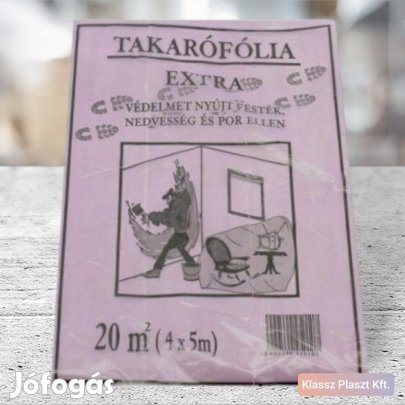 TAKARÓFÓLIA
EXTRA
VÉDELMET NYÚJT FESTÉK,
NEDVESSÉG ÉS POR ELLEN
20 m² (4 x 5m)
Jófogás
Klassz Plaszt Kft.